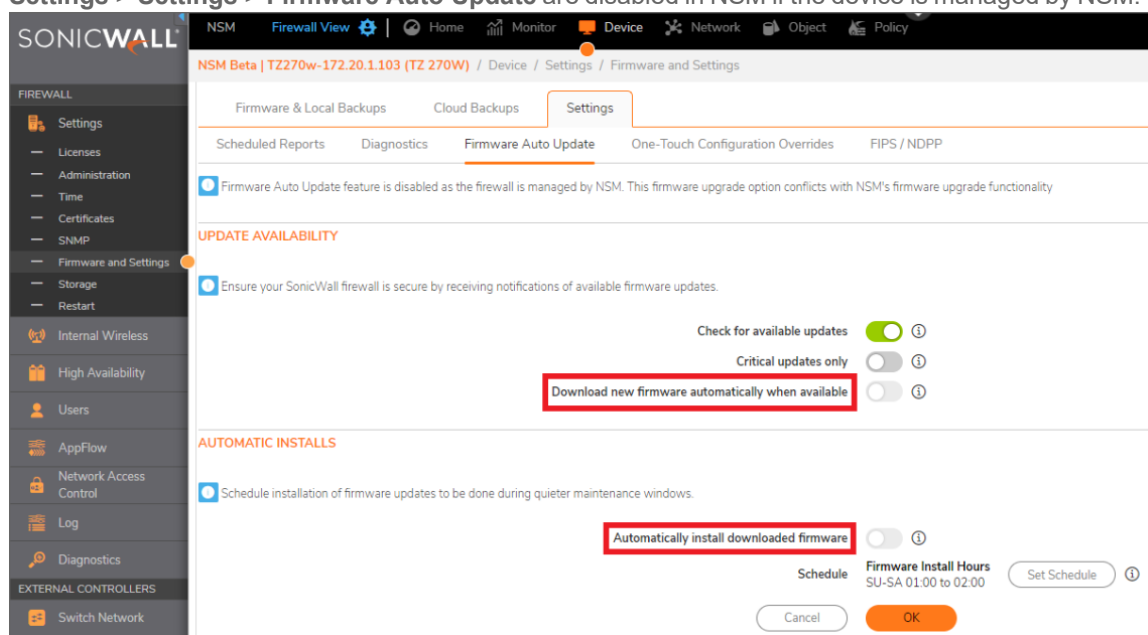 Settings > Settings > Firmware Auto Update are disabled in NSM if the device is managed by NSM.
SONICWALL
NSM Firewall View Home Monitor Device Network Object Policy
NSM Beta | TZ270w-172.20.1.103 (TZ 270W) / Device / Settings / Firmware and Settings
FIREWALL
Settings
Licenses
Administration
Time
Certificates
SNMP
Firmware and Settings
Storage
Restart
Internal Wireless
High Availability
Users
AppFlow
Network Access
Control
Log
Diagnostics
EXTERNAL CONTROLLERS
Switch Network
Firmware & Local Backups Cloud Backups Settings
Scheduled Reports Diagnostics Firmware Auto Update One-Touch Configuration Overrides FIPS / NDPP
Firmware Auto Update feature is disabled as the firewall is managed by NSM. This firmware upgrade option conflicts with NSM's firmware upgrade functionality
UPDATE AVAILABILITY
Ensure your SonicWall firewall is secure by receiving notifications of available firmware updates.
Check for available updates
Critical updates only
Download new firmware automatically when available
AUTOMATIC INSTALLS
Schedule installation of firmware updates to be done during quieter maintenance windows.
Automatically install downloaded firmware
Schedule Firmware Install Hours Set Schedule
SU-SA 01:00 to 02:00
Cancel OK